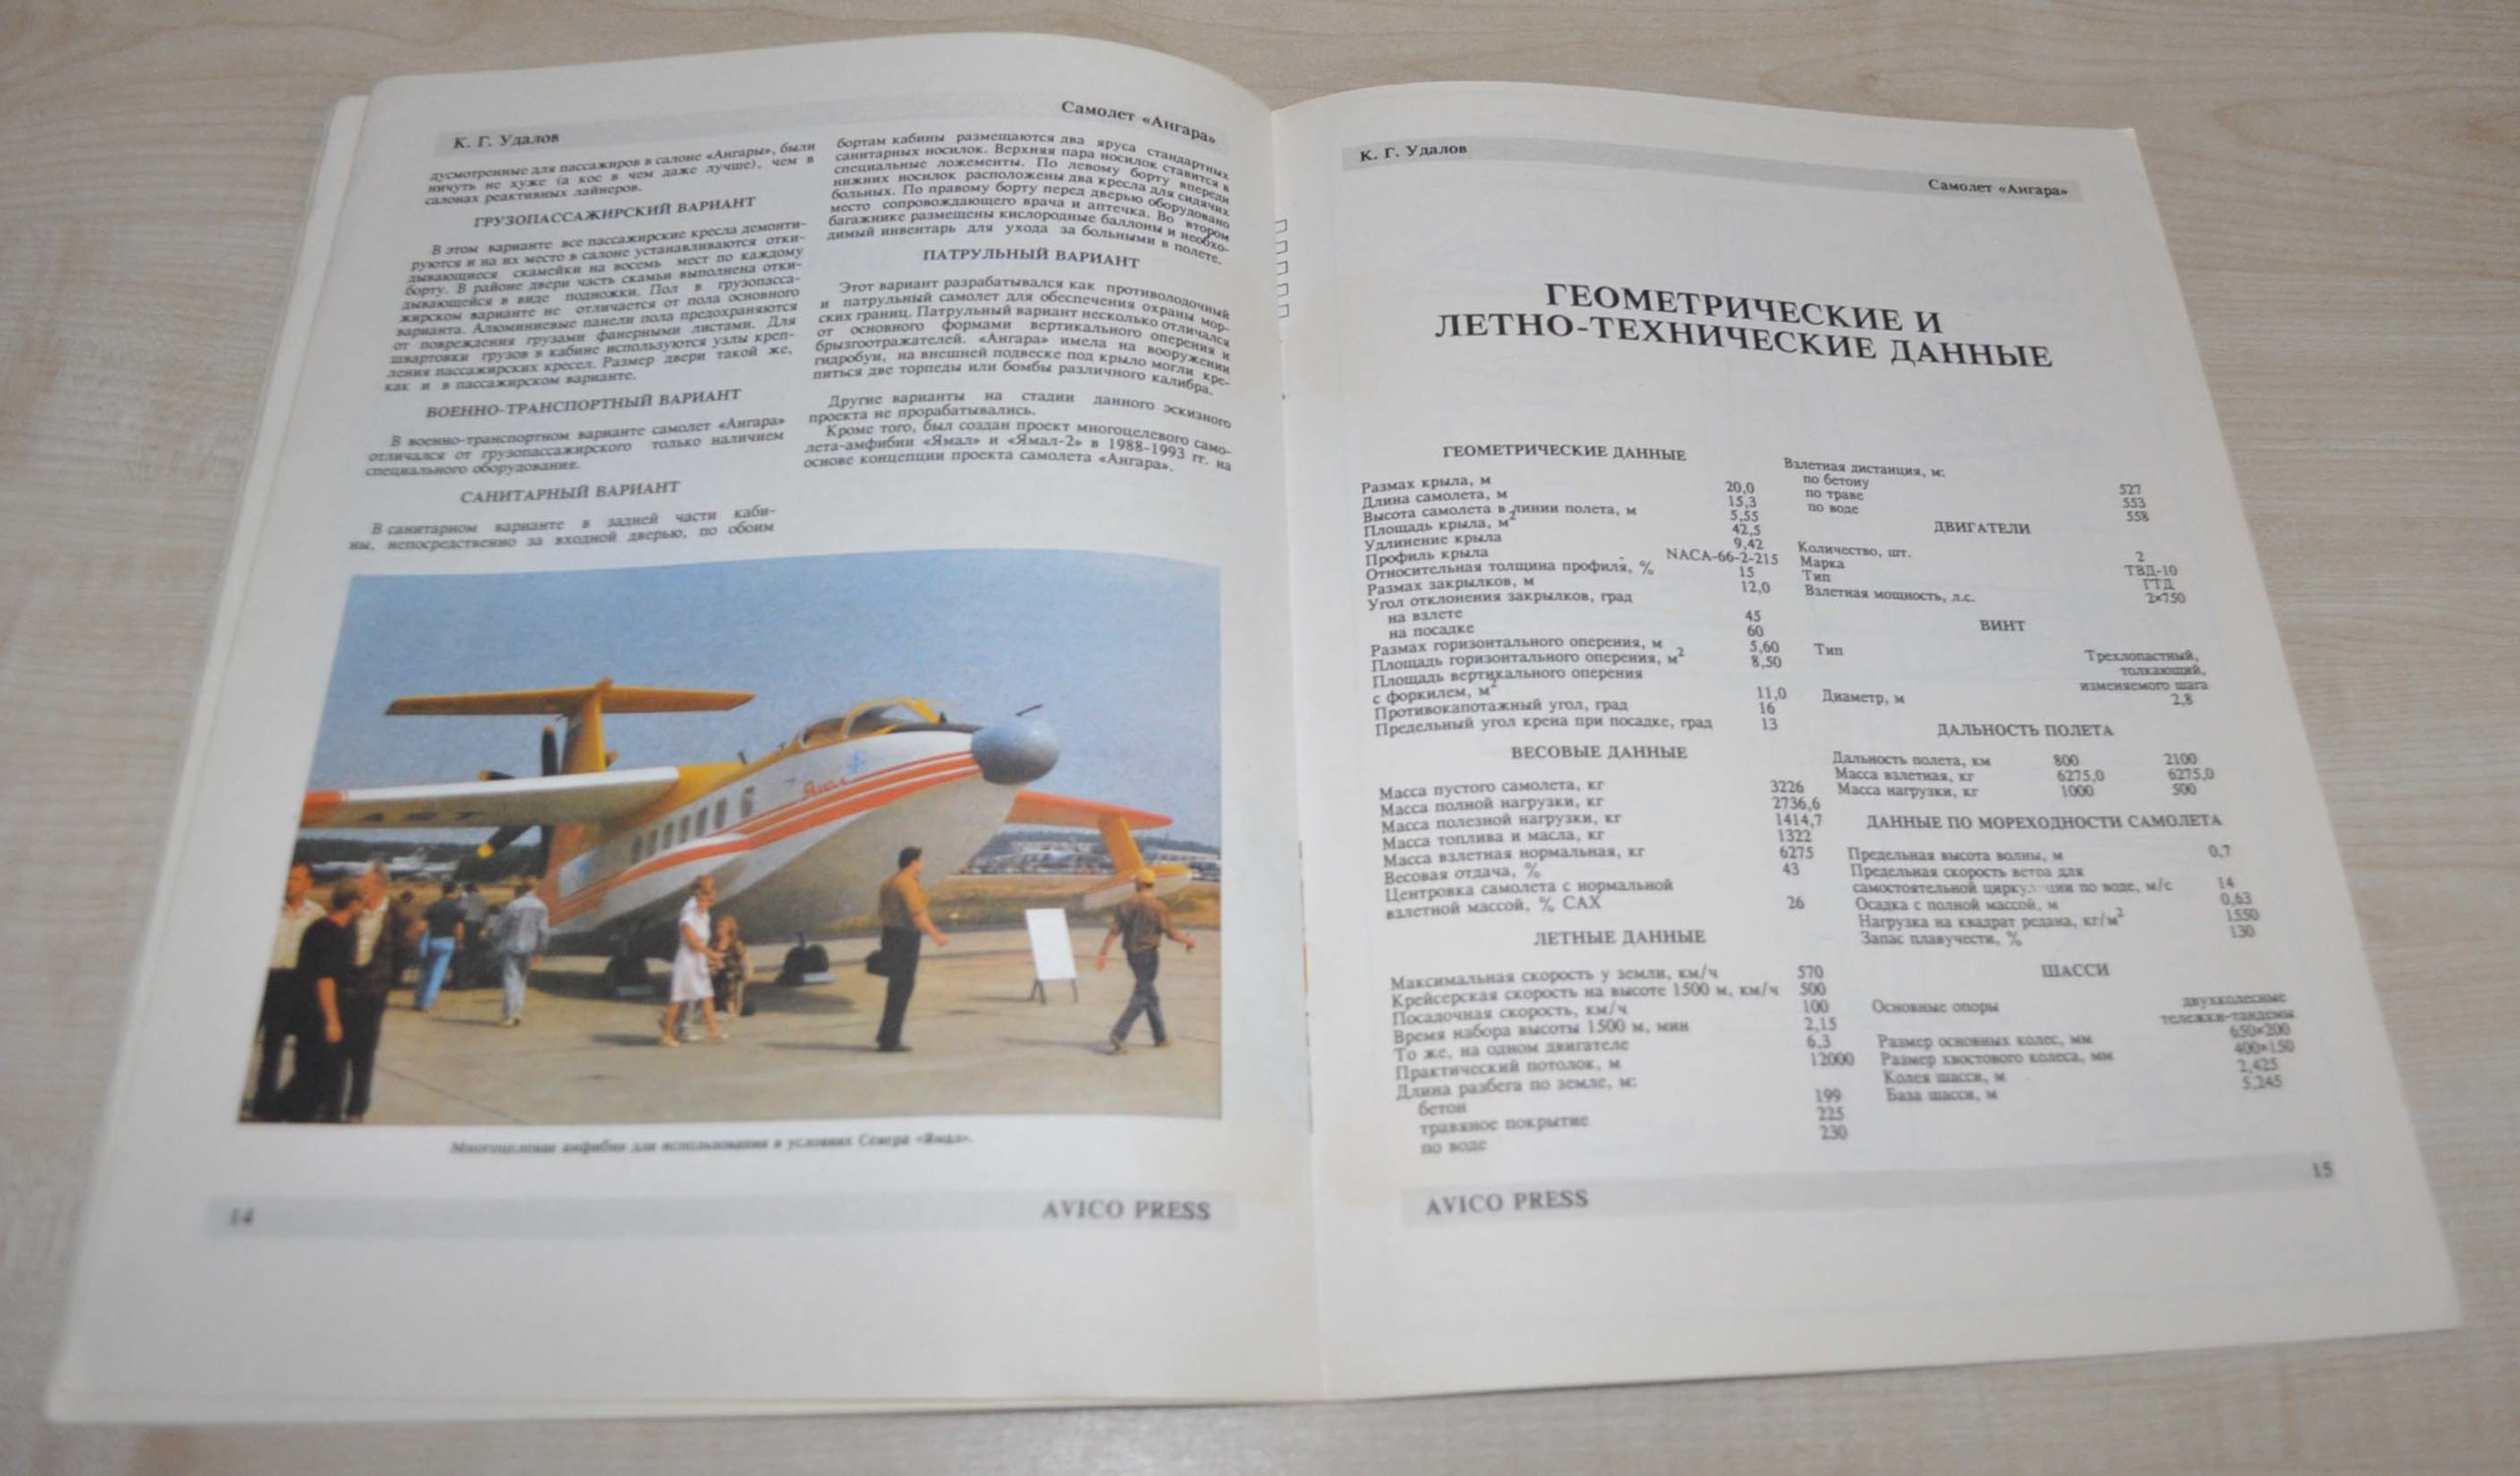 К. Г. Удалов
Самолет «Ангара»
дусмотренные для пассажиров в салоне «Ангары», были
ничуть не хуже (а кое в чем даже лучше), чем в
салонах реактивных лайнеров.
ГРУЗОПАССАЖИРСКИЙ ВАРИАНТ
В этом варианте все пассажирские кресла демонти-
руются и на их место в салоне устанавливаются отки-
дывающиеся скамейки на восемь мест по каждому
борту. В районе двери часть скамьи выполнена отки-
дывающейся в виде подножки. Пол в грузопасса-
жирском варианте не отличается от пола основного
варианта. Алюминиевые панели пола предохраняются
от повреждения грузами фанерными листами. Для
швартовки грузов в кабине используются узлы креп-
ления пассажирских кресел. Размер двери такой же,
как и в пассажирском варианте.
ВОЕННО-ТРАНСПОРТНЫЙ ВАРИАНТ
В военно-транспортном варианте самолет «Ангара»
отличался от грузопассажирского только наличием
специального оборудования.
САНИТАРНЫЙ ВАРИАНТ
В санитарном варианте в задней части каби-
ны, непосредственно за входной дверью, по обоим
бортам кабины размещаются два яруса стандартных
санитарных носилок. Верхняя пара носилок ставится в
специальные ложементы. По левому борту впереди
нижних носилок расположены два кресла для сидячих
больных. По правому борту перед дверью оборудовано
место сопровождающего врача и аптечка. Во втором
багажнике размещены кислородные баллоны и необхо-
димый инвентарь для ухода за больными в полете.
ПАТРУЛЬНЫЙ ВАРИАНТ
Этот вариант разрабатывался как противолодочный
и патрульный самолет для обеспечения охраны мор-
ских границ. Патрульный вариант несколько отличался
от основного формами вертикального оперения и
брызгоотражателей. «Ангара» имела на вооружении
гидробуи, на внешней подвеске под крыло могли кре-
питься две торпеды или бомбы различного калибра.
Другие варианты на стадии данного эскизного
проекта не прорабатывались.
Кроме того, был создан проект многоцелевого само-
лета-амфибии «Ямал» и «Ямал-2» в 1988-1993 гг. на
основе концепции проекта самолета «Ангара».
Ямал
Многоцелевая амфибия для использования в условиях Севера «Ямал».
14
AVICO PRESS
К. Г. Удалов
Самолет «Ангара»
ГЕОМЕТРИЧЕСКИЕ И
ЛЕТНО-ТЕХНИЧЕСКИЕ ДАННЫЕ
ГЕОМЕТРИЧЕСКИЕ ДАННЫЕ
Размах крыла, м 20,0
Длина самолета, м 15,3
Высота самолета в линии полета, м 5,55
Площадь крыла, м² 42,5
Удлинение крыла 9,42
Профиль крыла NACA-66-2-215
Относительная толщина профиля, % 15
Размах закрылков, м 12,0
Угол отклонения закрылков, град
на взлете 45
на посадке 60
Размах горизонтального оперения, м 5,60
Площадь горизонтального оперения, м² 8,50
Площадь вертикального оперения
с форкилем, м² 11,0
Противокапотажный угол, град 16
Предельный угол крена при посадке, град 13
ВЕСОВЫЕ ДАННЫЕ
Масса пустого самолета, кг 3226
Масса полной нагрузки, кг 2736,6
Масса полезной нагрузки, кг 1414,7
Масса топлива и масла, кг 1322
Масса взлетная нормальная, кг 6275
Весовая отдача, % 43
Центровка самолета с нормальной
взлетной массой, % САХ 26
ЛЕТНЫЕ ДАННЫЕ
Максимальная скорость у земли, км/ч 570
Крейсерская скорость на высоте 1500 м, км/ч 500
Посадочная скорость, км/ч 100
Время набора высоты 1500 м, мин 2,15
То же, на одном двигателе 6,3
Практический потолок, м 12000
Длина разбега по земле, м:
бетон 199
травяное покрытие 225
по воде 230
Взлетная дистанция, м:
по бетону 527
по траве 553
по воде 558
ДВИГАТЕЛИ
Количество, шт. 2
Марка ТВД-10
Тип ГТД
Взлетная мощность, л.с. 2×750
ВИНТ
Тип Трехлопастный,
толкающий,
изменяемого шага
Диаметр, м 2,8
ДАЛЬНОСТЬ ПОЛЕТА
Дальность полета, км 800 2100
Масса взлетная, кг 6275,0 6275,0
Масса нагрузки, кг 1000 500
ДАННЫЕ ПО МОРЕХОДНОСТИ САМОЛЕТА
Предельная высота волны, м 0,7
Предельная скорость ветра для
самостоятельной циркуляции по воде, м/с 14
Осадка с полной массой, м 0,63
Нагрузка на квадрат редана, кг/м² 1550
Запас плавучести, % 130
ШАССИ
Основные опоры двухколесные
тележки-тандемы
Размер основных колес, мм 650×200
Размер хвостового колеса, мм 400×150
Колея шасси, м 2,425
База шасси, м 5,245
AVICO PRESS
15